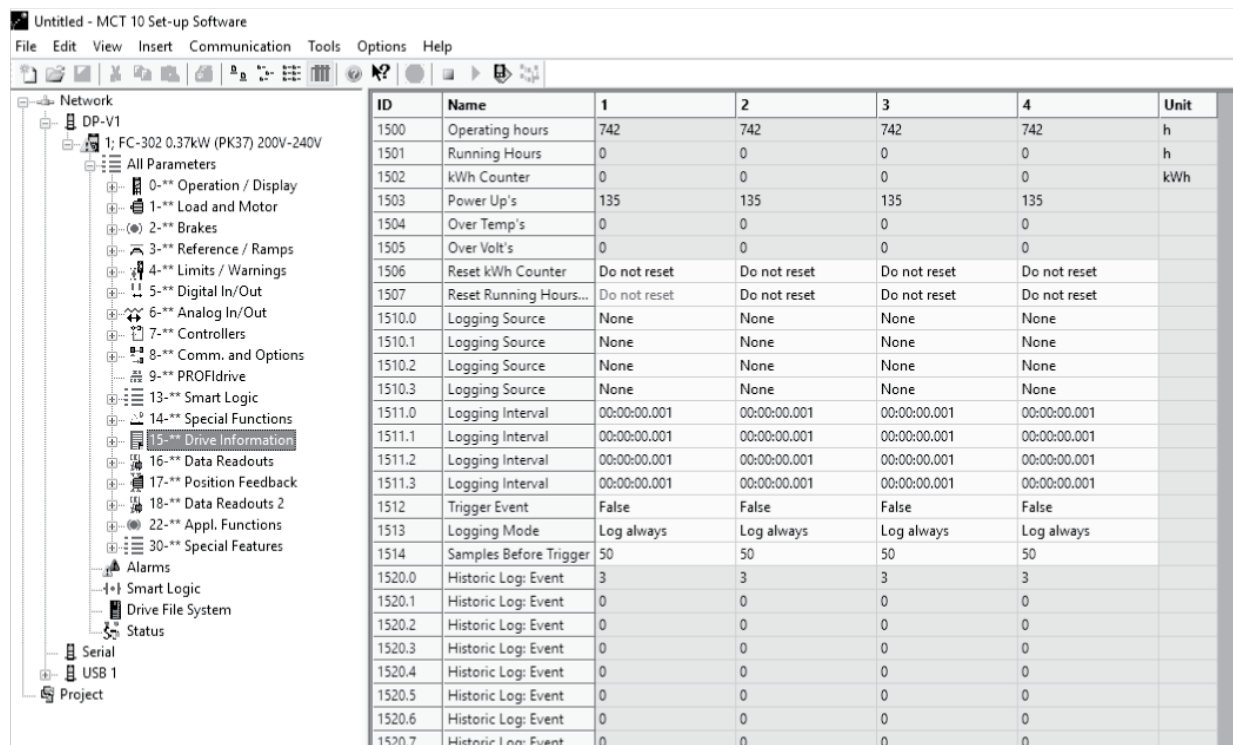 Untitled - MCT 10 Set-up Software
File Edit View Insert Communication Tools Options Help
Network
DP-V1
1; FC-302 0.37kW (PK37) 200V-240V
All Parameters
0-** Operation / Display
1-** Load and Motor
2-** Brakes
3-** Reference / Ramps
4-** Limits / Warnings
5-** Digital In/Out
6-** Analog In/Out
7-** Controllers
8-** Comm. and Options
9-** PROFIdrive
13-** Smart Logic
14-** Special Functions
15-** Drive Information
16-** Data Readouts
17-** Position Feedback
18-** Data Readouts 2
22-** Appl. Functions
30-** Special Features
Alarms
Smart Logic
Drive File System
Status
Serial
USB 1
Project
ID Name 1 2 3 4 Unit
1500 Operating hours 742 742 742 742 h
1501 Running Hours 0 0 0 0 h
1502 kWh Counter 0 0 0 0 kWh
1503 Power Up's 135 135 135 135
1504 Over Temp's 0 0 0 0
1505 Over Volt's 0 0 0 0
1506 Reset kWh Counter Do not reset Do not reset Do not reset Do not reset
1507 Reset Running Hours... Do not reset Do not reset Do not reset Do not reset
1510.0 Logging Source None None None None
1510.1 Logging Source None None None None
1510.2 Logging Source None None None None
1510.3 Logging Source None None None None
1511.0 Logging Interval 00:00:00.001 00:00:00.001 00:00:00.001 00:00:00.001
1511.1 Logging Interval 00:00:00.001 00:00:00.001 00:00:00.001 00:00:00.001
1511.2 Logging Interval 00:00:00.001 00:00:00.001 00:00:00.001 00:00:00.001
1511.3 Logging Interval 00:00:00.001 00:00:00.001 00:00:00.001 00:00:00.001
1512 Trigger Event False False False False
1513 Logging Mode Log always Log always Log always Log always
1514 Samples Before Trigger 50 50 50 50
1520.0 Historic Log: Event 3 3 3 3
1520.1 Historic Log: Event 0 0 0 0
1520.2 Historic Log: Event 0 0 0 0
1520.3 Historic Log: Event 0 0 0 0
1520.4 Historic Log: Event 0 0 0 0
1520.5 Historic Log: Event 0 0 0 0
1520.6 Historic Log: Event 0 0 0 0
1520.7 Historic Log: Event 0 0 0 0